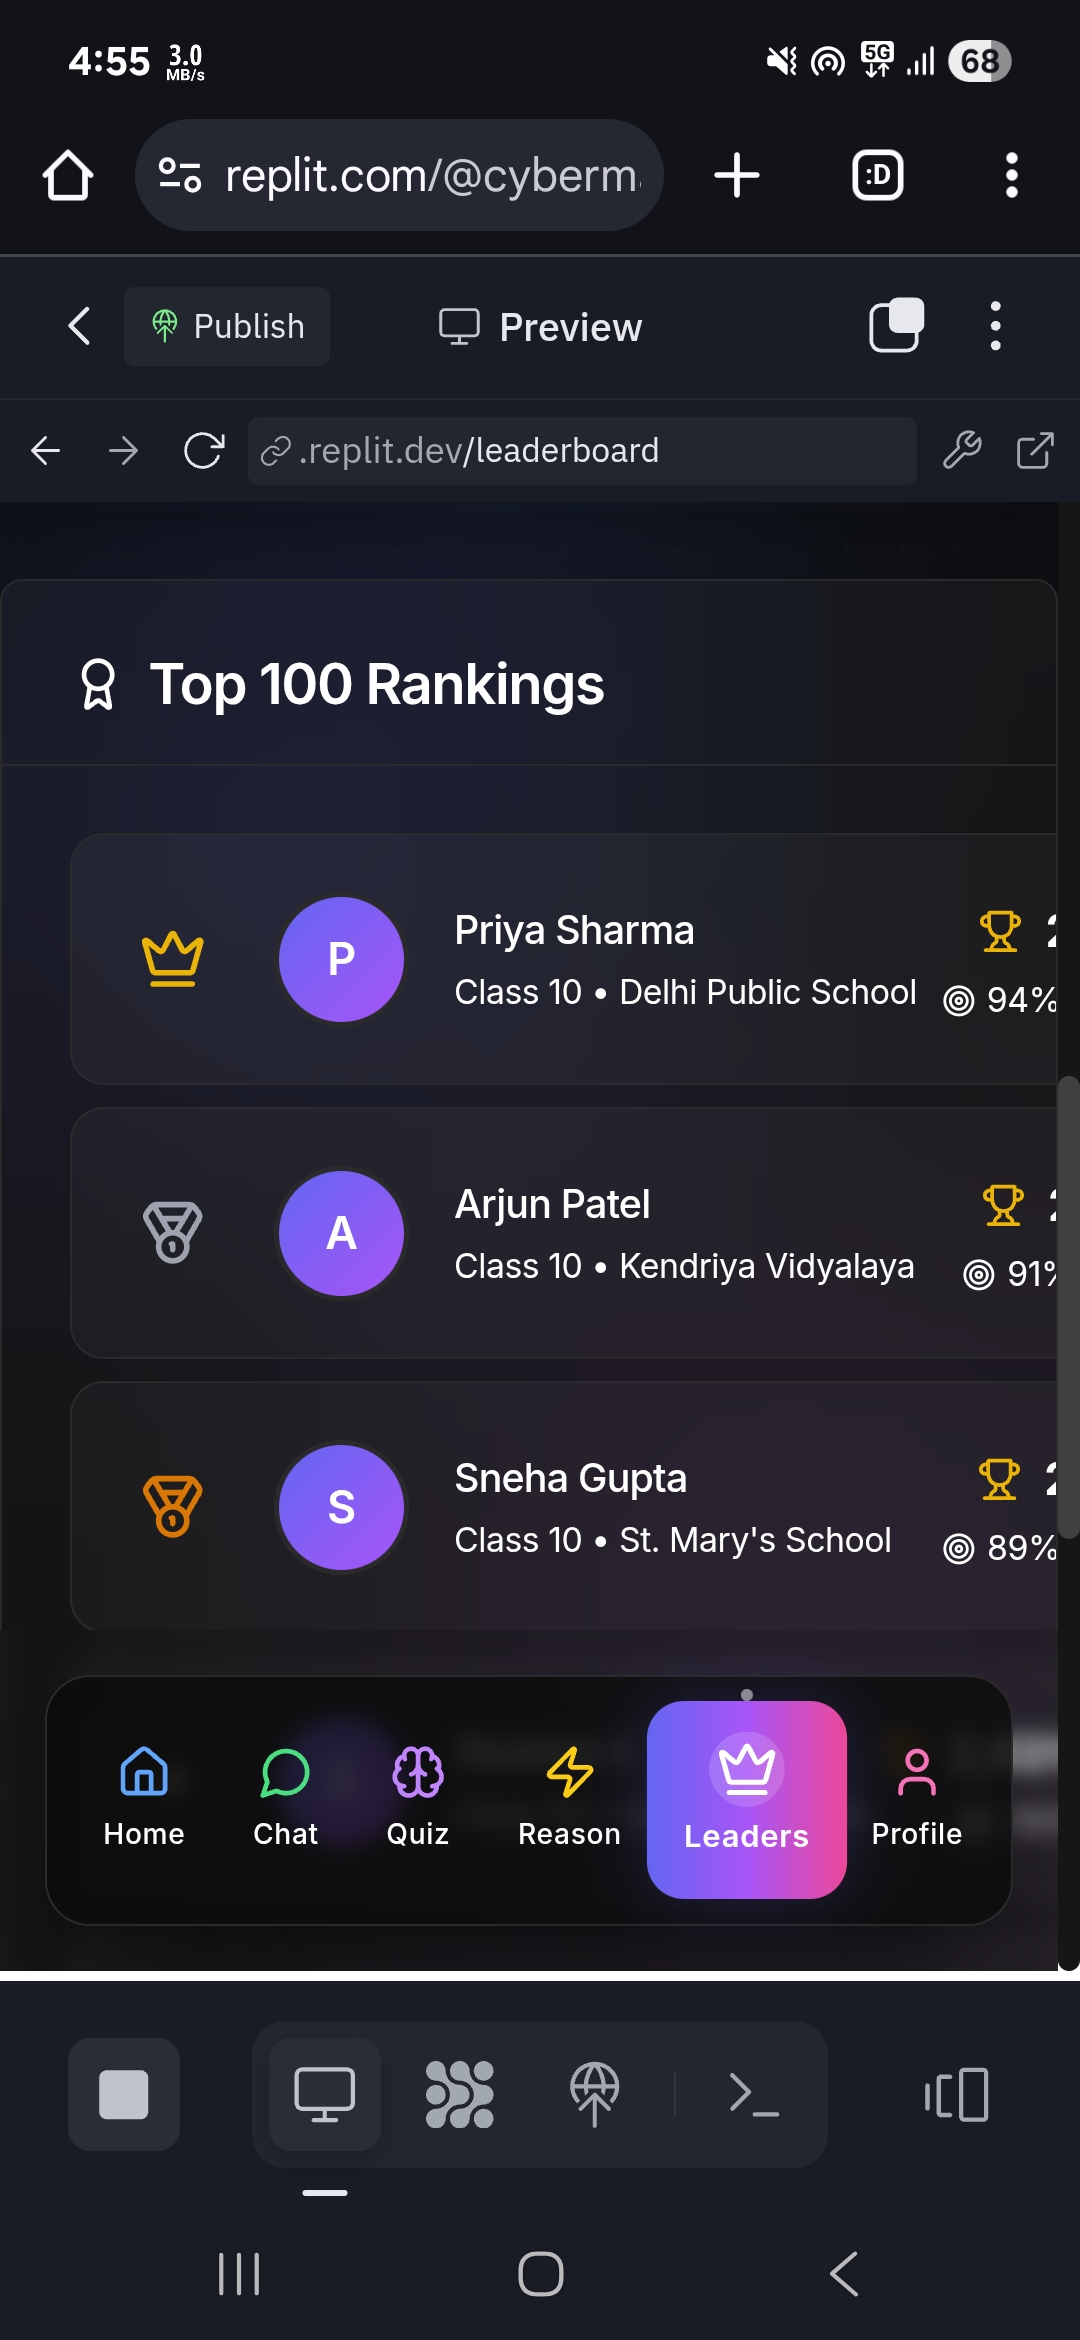 4:55 3.0 MB/s 5G 68
replit.com/@cyberm
:D
Publish Preview
.replit.dev/leaderboard
Top 100 Rankings
P Priya Sharma
Class 10 • Delhi Public School 94%
A Arjun Patel
Class 10 • Kendriya Vidyalaya 91%
S Sneha Gupta
Class 10 • St. Mary's School 89%
Home Chat Quiz Reason Leaders Profile